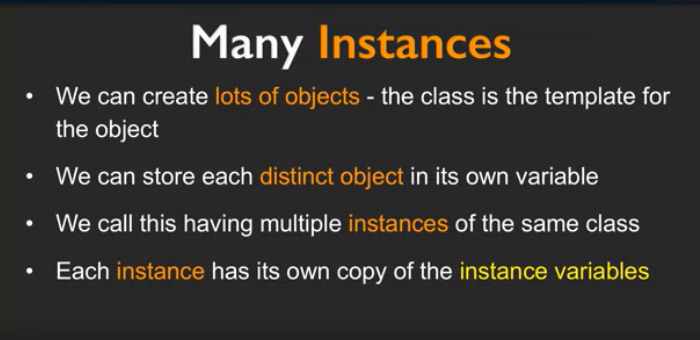 Many Instances
• We can create lots of objects - the class is the template for
the object
• We can store each distinct object in its own variable
• We call this having multiple instances of the same class
• Each instance has its own copy of the instance variables